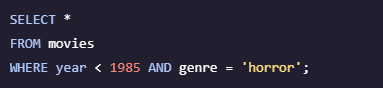 SELECT *
FROM movies
WHERE year < 1985 AND genre = 'horror';